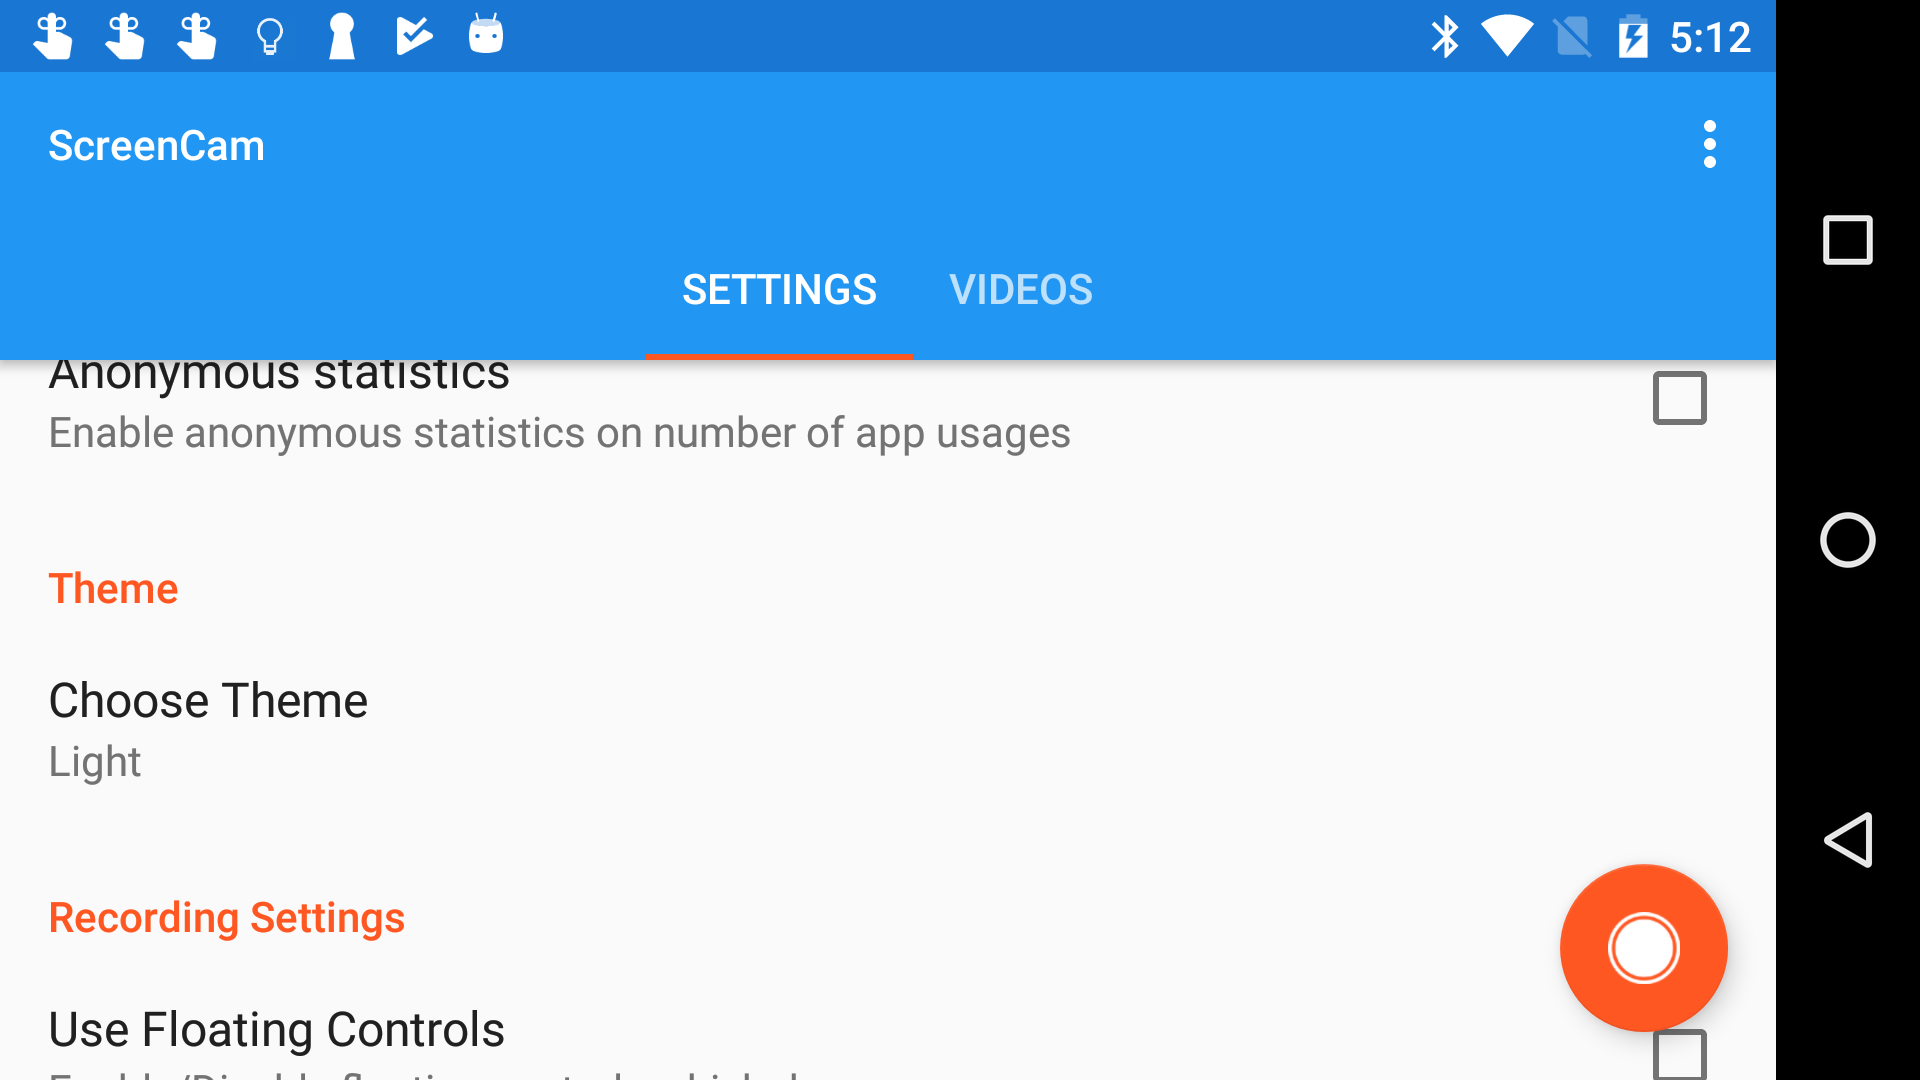 5:12
ScreenCam
SETTINGS VIDEOS
Anonymous statistics
Enable anonymous statistics on number of app usages
Theme
Choose Theme
Light
Recording Settings
Use Floating Controls